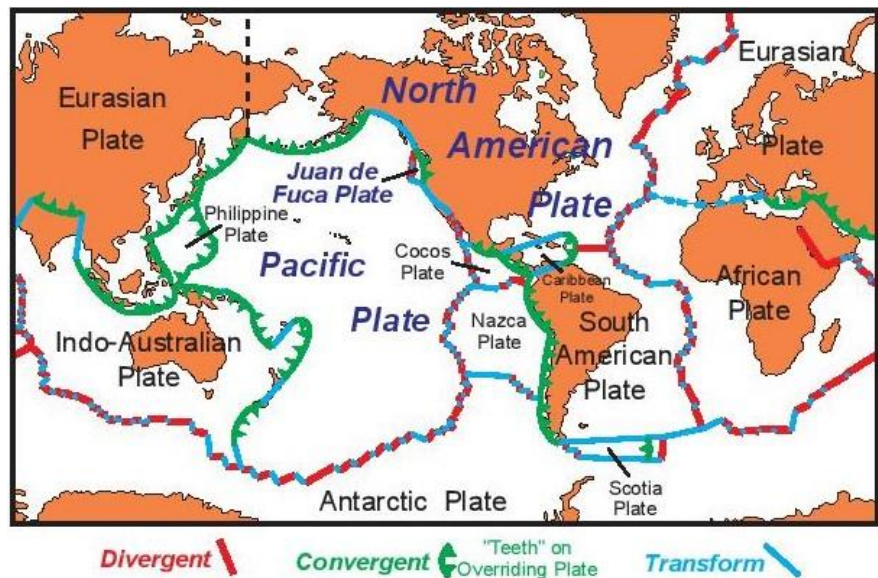 North
American
Plate
Eurasian
Plate
Eurasian
Plate
Juan de
Fuca Plate
Philippine
Plate
Pacific
Plate
Cocos
Plate
Caribbean
Plate
African
Plate
Indo-Australian
Plate
Nazca
Plate
South
American
Plate
Antarctic Plate
Scotia
Plate
Divergent
Convergent
"Teeth" on
Overriding Plate
Transform